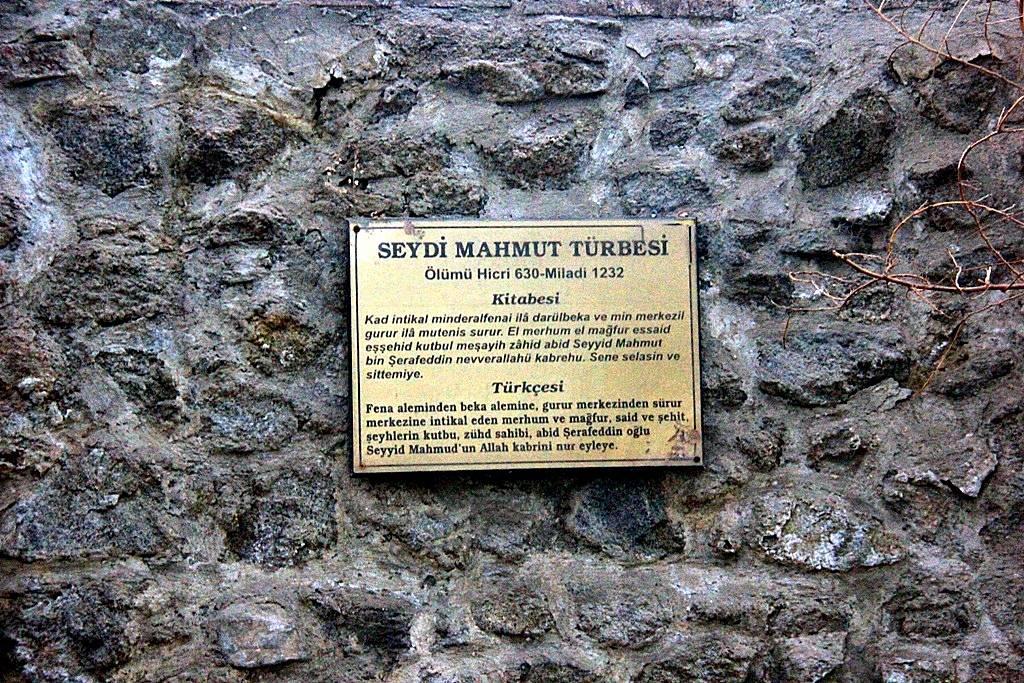 SEYDİ MAHMUT TÜRBESİ
Ölümü Hicri 630-Miladi 1232
Kitabesi
Kad intikal minderalfenai ilâ darülbeka ve min merkezil
gurur ilâ mutenis surur. El merhum el mağfur essaid
eşşehid kutbul meşayih zâhid abid Seyyid Mahmut
bin Şerafeddin nevverallahü kabrehu. Sene selasin ve
sittemiye.
Türkçesi
Fena aleminden beka alemine, gurur merkezinden sürur
merkezine intikal eden merhum ve mağfur, said ve şehit,
şeyhlerin kutbu, zühd sahibi, abid Şerafeddin oğlu
Seyyid Mahmud'un Allah kabrini nur eyleye.